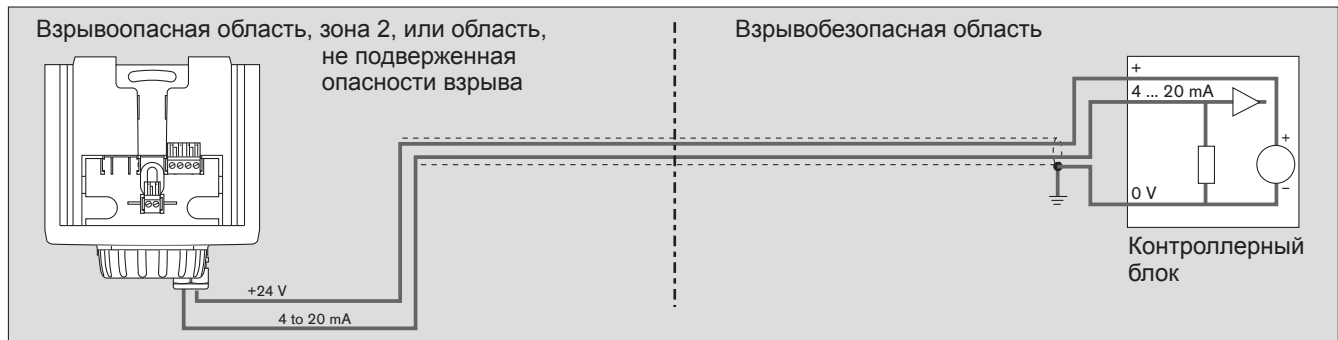 Взрывоопасная область, зона 2, или область,
не подверженная
опасности взрыва
Взрывобезопасная область
+
4 ... 20 mA
+
−
0 V
Контроллерный
блок
+24 V
4 to 20 mA